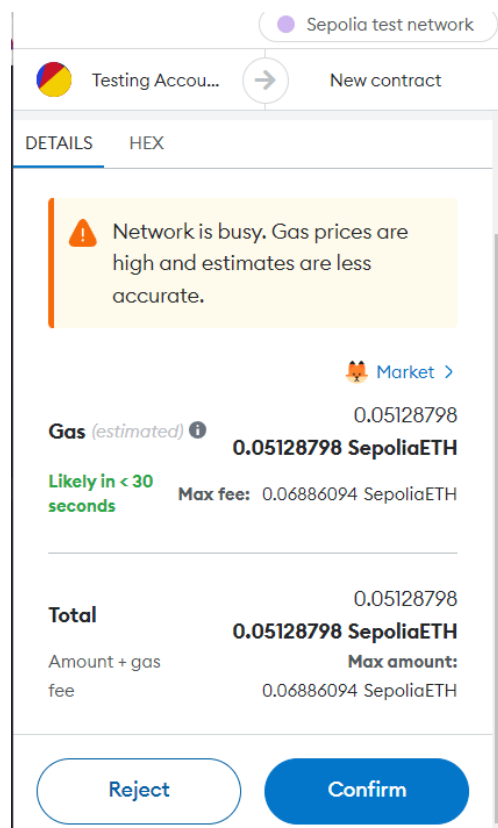 Sepolia test network
Testing Accou...
New contract
DETAILS HEX
Network is busy. Gas prices are
high and estimates are less
accurate.
Market >
0.05128798
Gas (estimated)
0.05128798 SepoliaETH
Likely in < 30
seconds
Max fee: 0.06886094 SepoliaETH
0.05128798
Total
0.05128798 SepoliaETH
Amount + gas
fee
Max amount:
0.06886094 SepoliaETH
Reject
Confirm